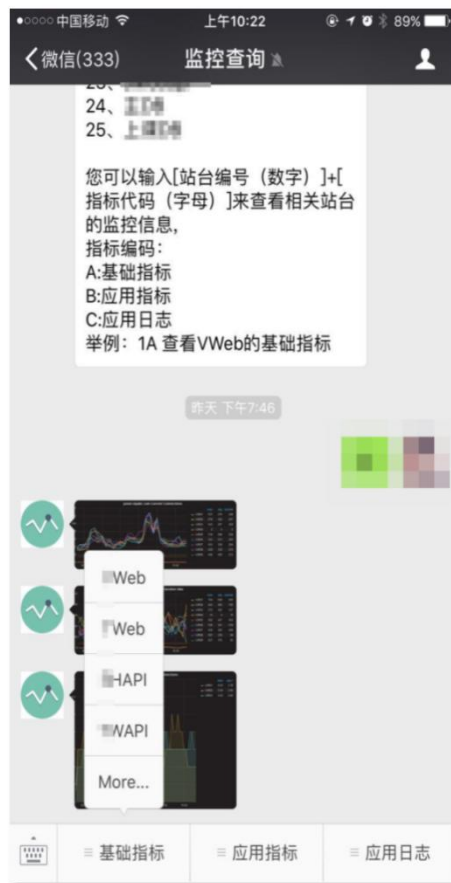 中国移动
上午10:22
89%
微信(333)
监控查询
24、
25、
您可以输入[站台编号（数字）]+[
指标代码（字母）]来查看相关站台
的监控信息,
指标编码：
A:基础指标
B:应用指标
C:应用日志
举例：1A 查看VWeb的基础指标
昨天 下午7:46
Web
Web
HAPI
WAPI
More...
基础指标
应用指标
应用日志